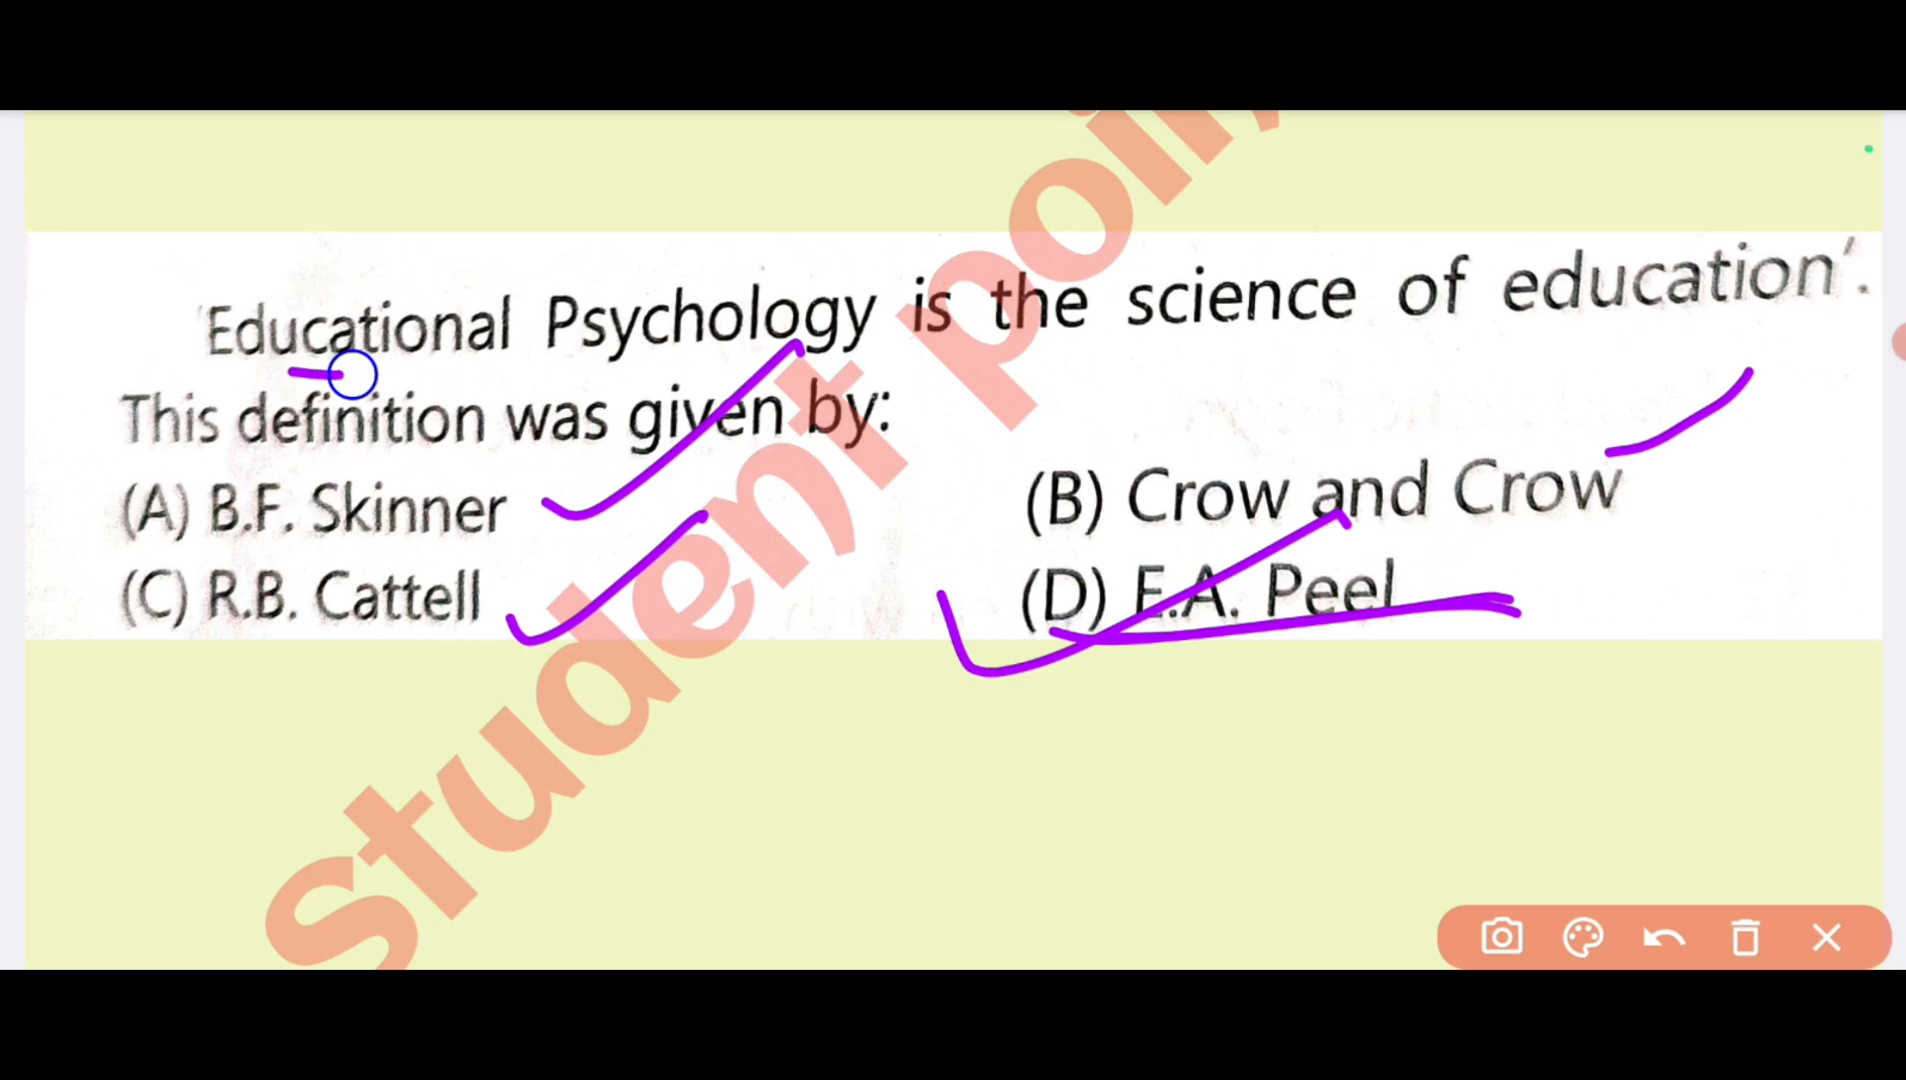 'Educational Psychology is the science of education'.
This definition was given by:
(A) B.F. Skinner
(B) Crow and Crow
(C) R.B. Cattell
(D) E.A. Peel
student poin